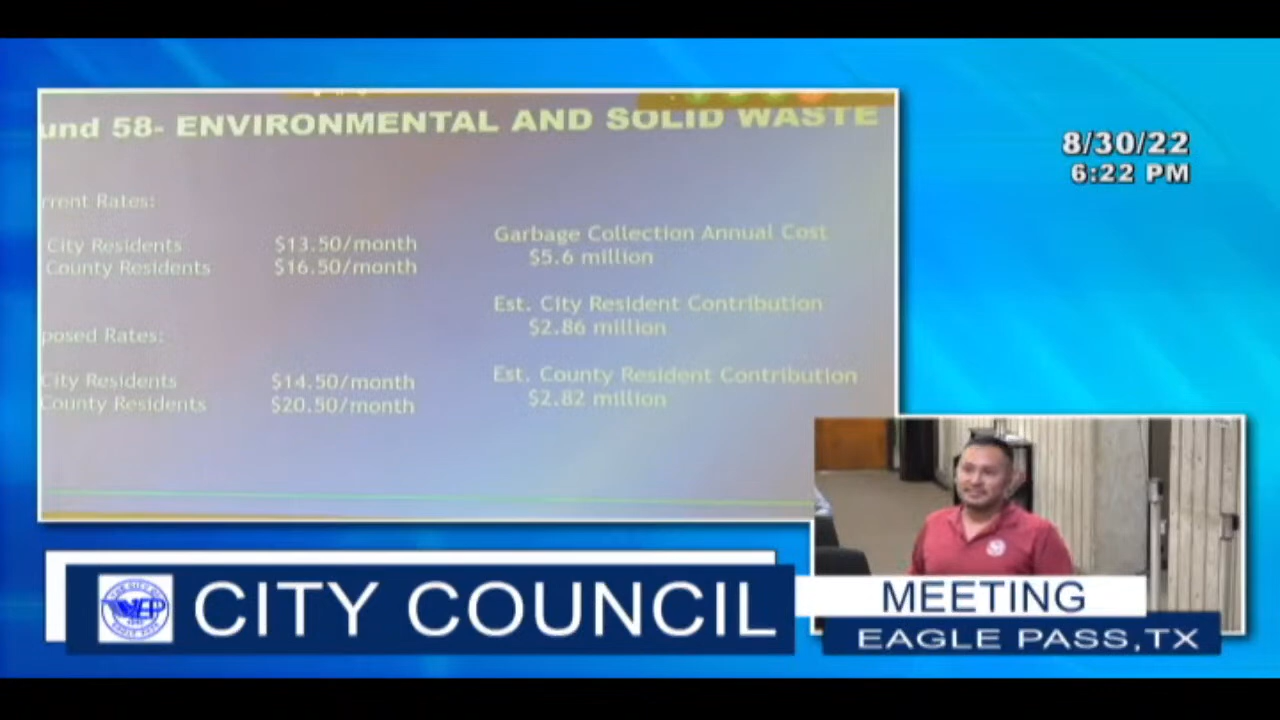 und 58- ENVIRONMENTAL AND SOLID WASTE
rrent Rates:
City Residents $13.50/month
County Residents $16.50/month
posed Rates:
City Residents $14.50/month
County Residents $20.50/month
Garbage Collection Annual Cost
$5.6 million
Est. City Resident Contribution
$2.86 million
Est. County Resident Contribution
$2.82 million
8/30/22
6:22 PM
CITY COUNCIL
MEETING
EAGLE PASS,TX